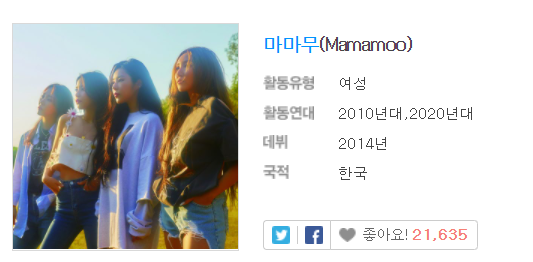 마마무(Mamamoo)
활동유형 여성
활동연대 2010년대,2020년대
데뷔 2014년
국적 한국
좋아요! 21,635